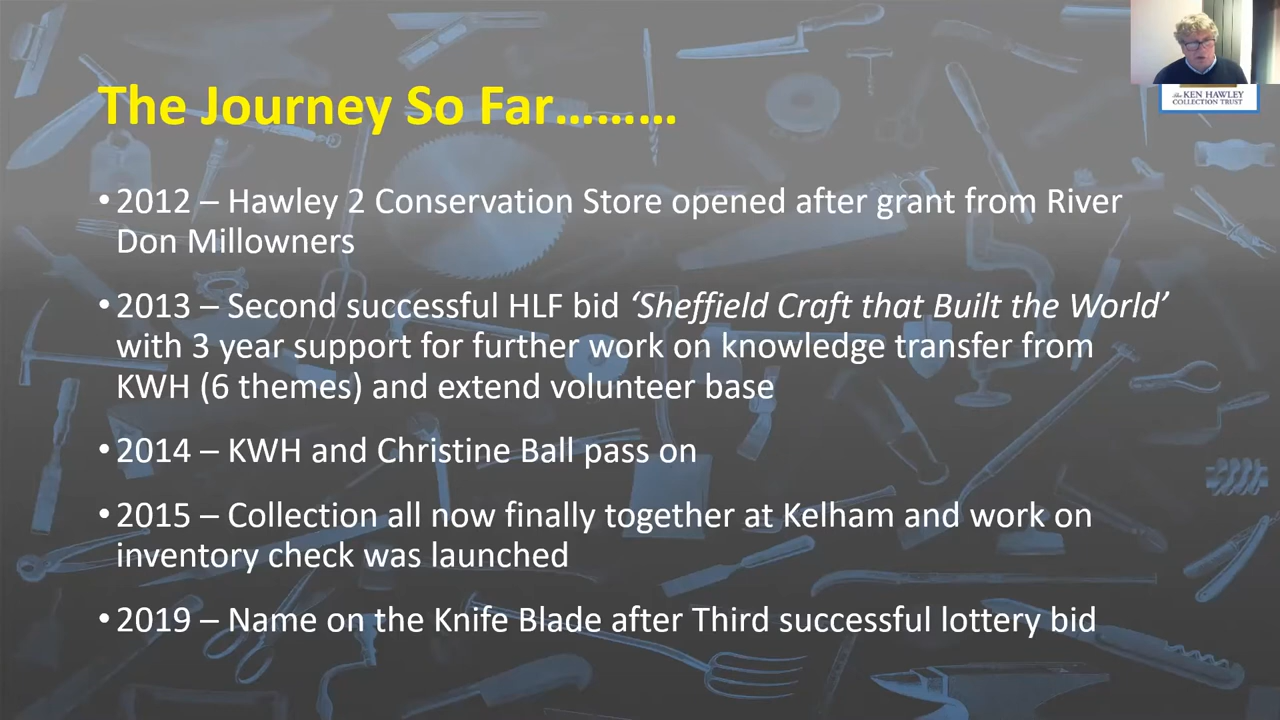 The KEN HAWLEY
COLLECTION TRUST
The Journey So Far………
• 2012 – Hawley 2 Conservation Store opened after grant from River
Don Millowners
• 2013 – Second successful HLF bid ‘Sheffield Craft that Built the World’
with 3 year support for further work on knowledge transfer from
KWH (6 themes) and extend volunteer base
• 2014 – KWH and Christine Ball pass on
• 2015 – Collection all now finally together at Kelham and work on
inventory check was launched
• 2019 – Name on the Knife Blade after Third successful lottery bid